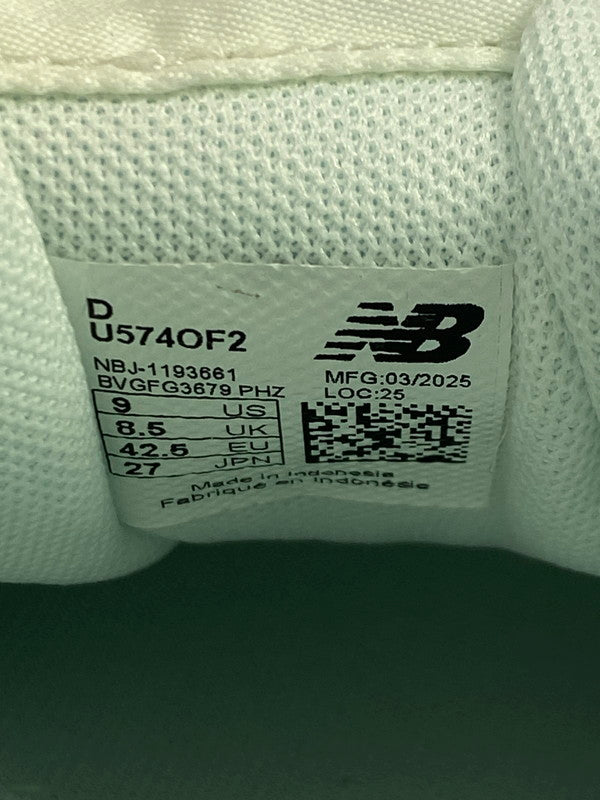 D
U574OF2
NB
NBJ-1193661
BVGFG3679 PHZ
MFG:03/2025
LOC:25
9 US
8.5 UK
42.5 EU
27 JPN
Made in Indonesia
Fabriqué en Indonésie